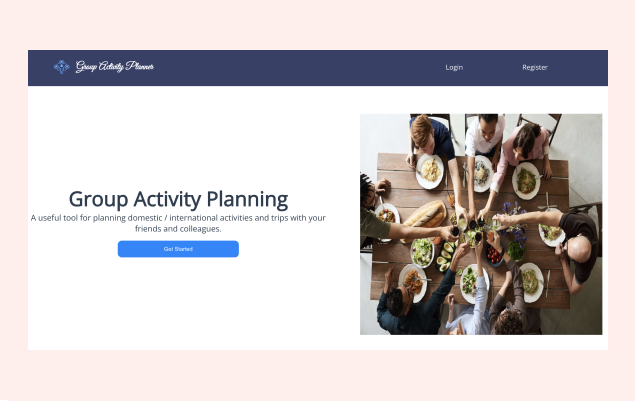 Group Activity Planner
Login
Register
Group Activity Planning
A useful tool for planning domestic / international activities and trips with your
friends and colleagues.
Get Started